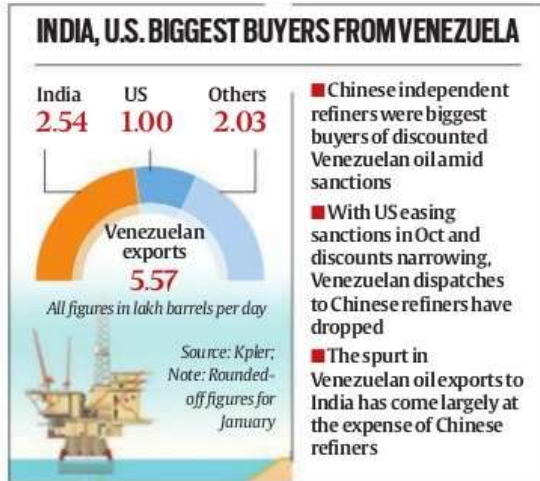 INDIA, U.S. BIGGEST BUYERS FROM VENEZUELA
India US Others
2.54 1.00 2.03
Venezuelan
exports
5.57
All figures in lakh barrels per day
Source: Kpler;
Note: Rounded-
off figures for
January
■ Chinese independent
refiners were biggest
buyers of discounted
Venezuelan oil amid
sanctions
■ With US easing
sanctions in Oct and
discounts narrowing,
Venezuelan dispatches
to Chinese refiners have
dropped
■ The spurt in
Venezuelan oil exports to
India has come largely at
the expense of Chinese
refiners